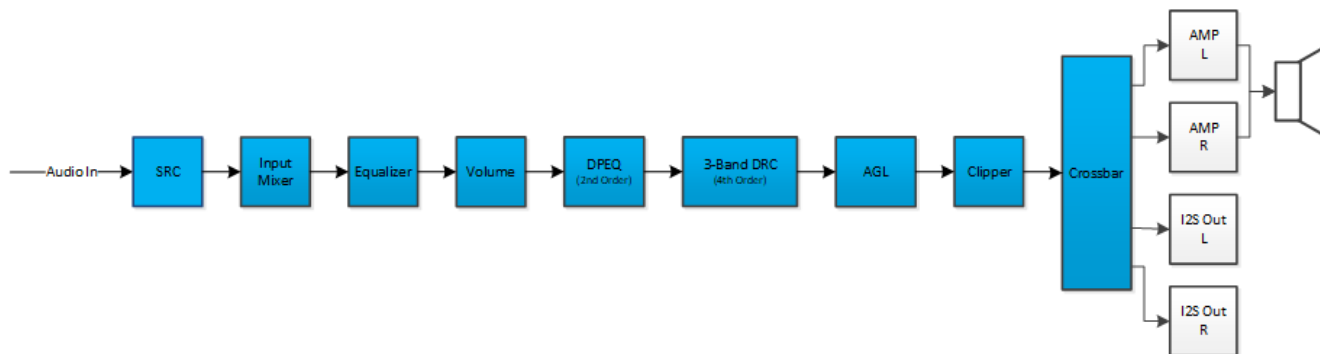 Audio In
SRC
Input
Mixer
Equalizer
Volume
DPEQ
(2nd Order)
3-Band DRC
(4th Order)
AGL
Clipper
Crossbar
AMP
L
AMP
R
I2S Out
L
I2S Out
R